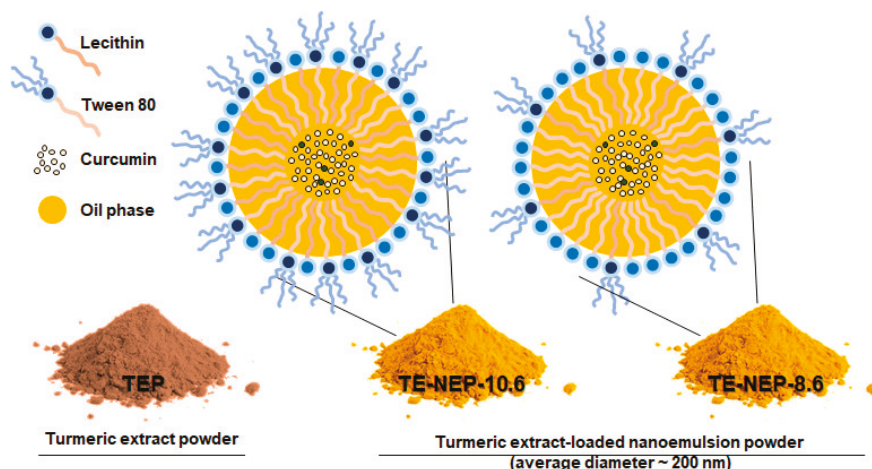 Lecithin
Tween 80
Curcumin
Oil phase
TEP
TE-NEP-10.6
TE-NEP-8.6
Turmeric extract powder
Turmeric extract-loaded nanoemulsion powder
(average diameter ~ 200 nm)